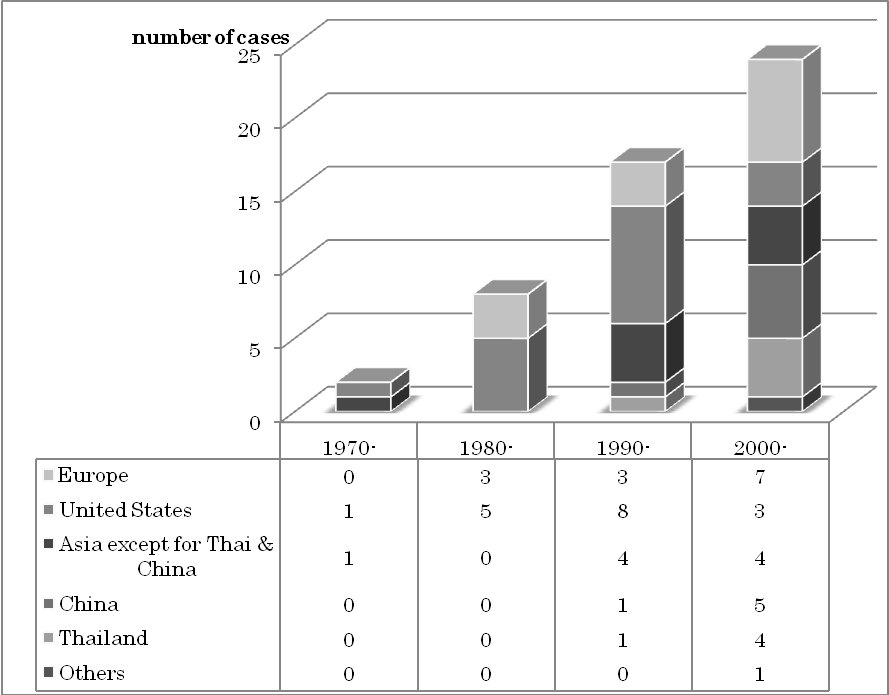 number of cases
25
20
15
10
5
0
1970- 1980- 1990- 2000-
Europe 0 3 3 7
United States 1 5 8 3
Asia except for Thai &
China 1 0 4 4
China 0 0 1 5
Thailand 0 0 1 4
Others 0 0 0 1